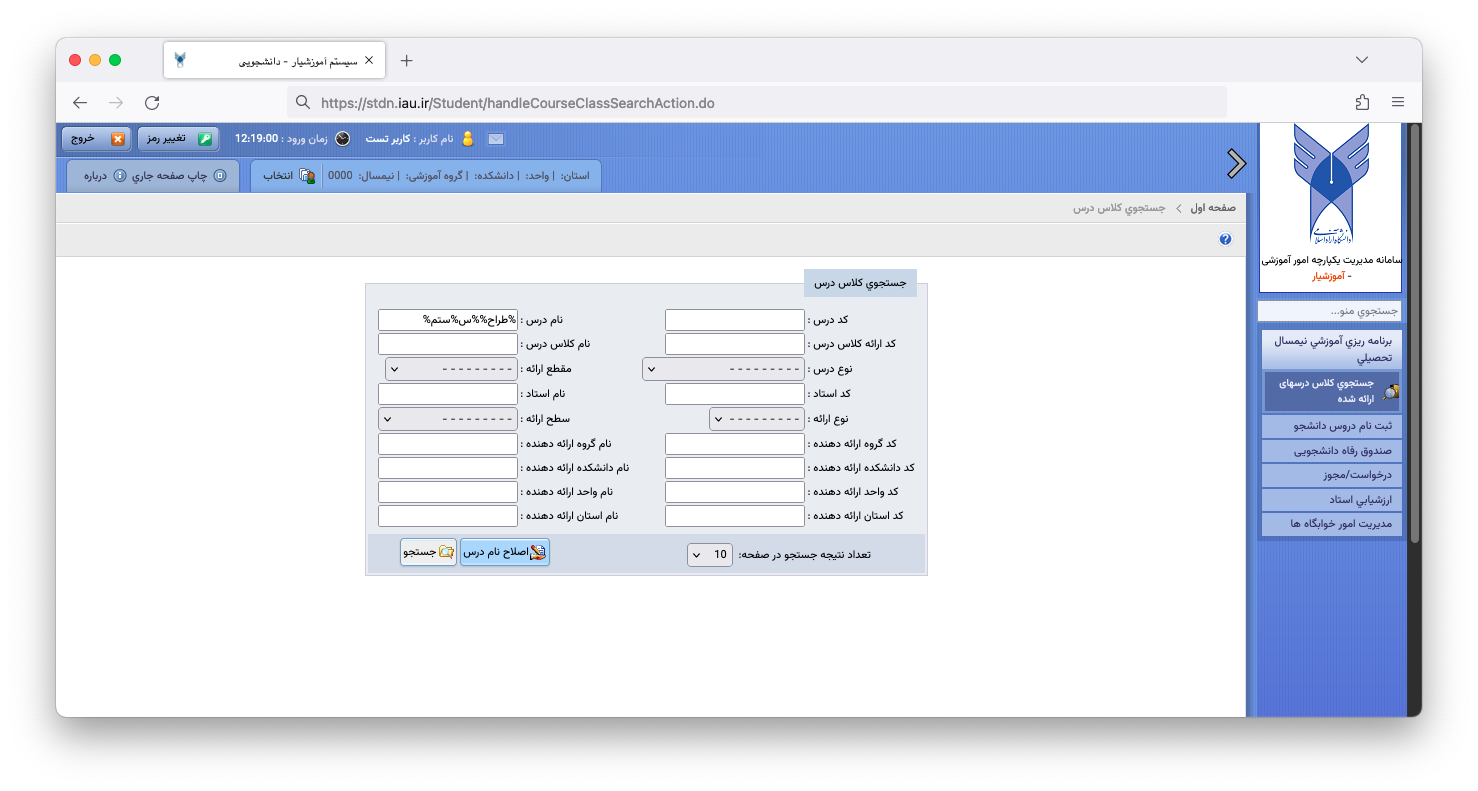 سیستم آموزشیار - دانشجویی
https://stdn.iau.ir/Student/handleCourseClassSearchAction.do
نام کاربر : کاربر تست
زمان ورود : 12:19:00
تغییر رمز
خروج
استان: | واحد: | دانشکده: | گروه آموزشی: | نیمسال: 0000
انتخاب
چاپ صفحه جاري
درباره
صفحه اول > جستجوي کلاس درس
دانشگاه آزاد اسلامی
سامانه مدیریت یکپارچه امور آموزشی
- آموزشیار
جستجوي منو...
برنامه ريزي آموزشي نيمسال
تحصيلي
جستجوي کلاس درسهای
ارائه شده
ثبت نام دروس دانشجو
صندوق رفاه دانشجویی
درخواست/مجوز
ارزشيابي استاد
مدیریت امور خوابگاه ها
جستجوي کلاس درس
کد درس :
نام درس : %طراح%%س%ستم%
کد ارائه کلاس درس :
نام کلاس درس :
نوع درس : ---------
مقطع ارائه : ---------
کد استاد :
نام استاد :
نوع ارائه : ---------
سطح ارائه : ---------
کد گروه ارائه دهنده :
نام گروه ارائه دهنده :
کد دانشکده ارائه دهنده :
نام دانشکده ارائه دهنده :
کد واحد ارائه دهنده :
نام واحد ارائه دهنده :
کد استان ارائه دهنده :
نام استان ارائه دهنده :
تعداد نتیجه جستجو در صفحه: 10
اصلاح نام درس
جستجو